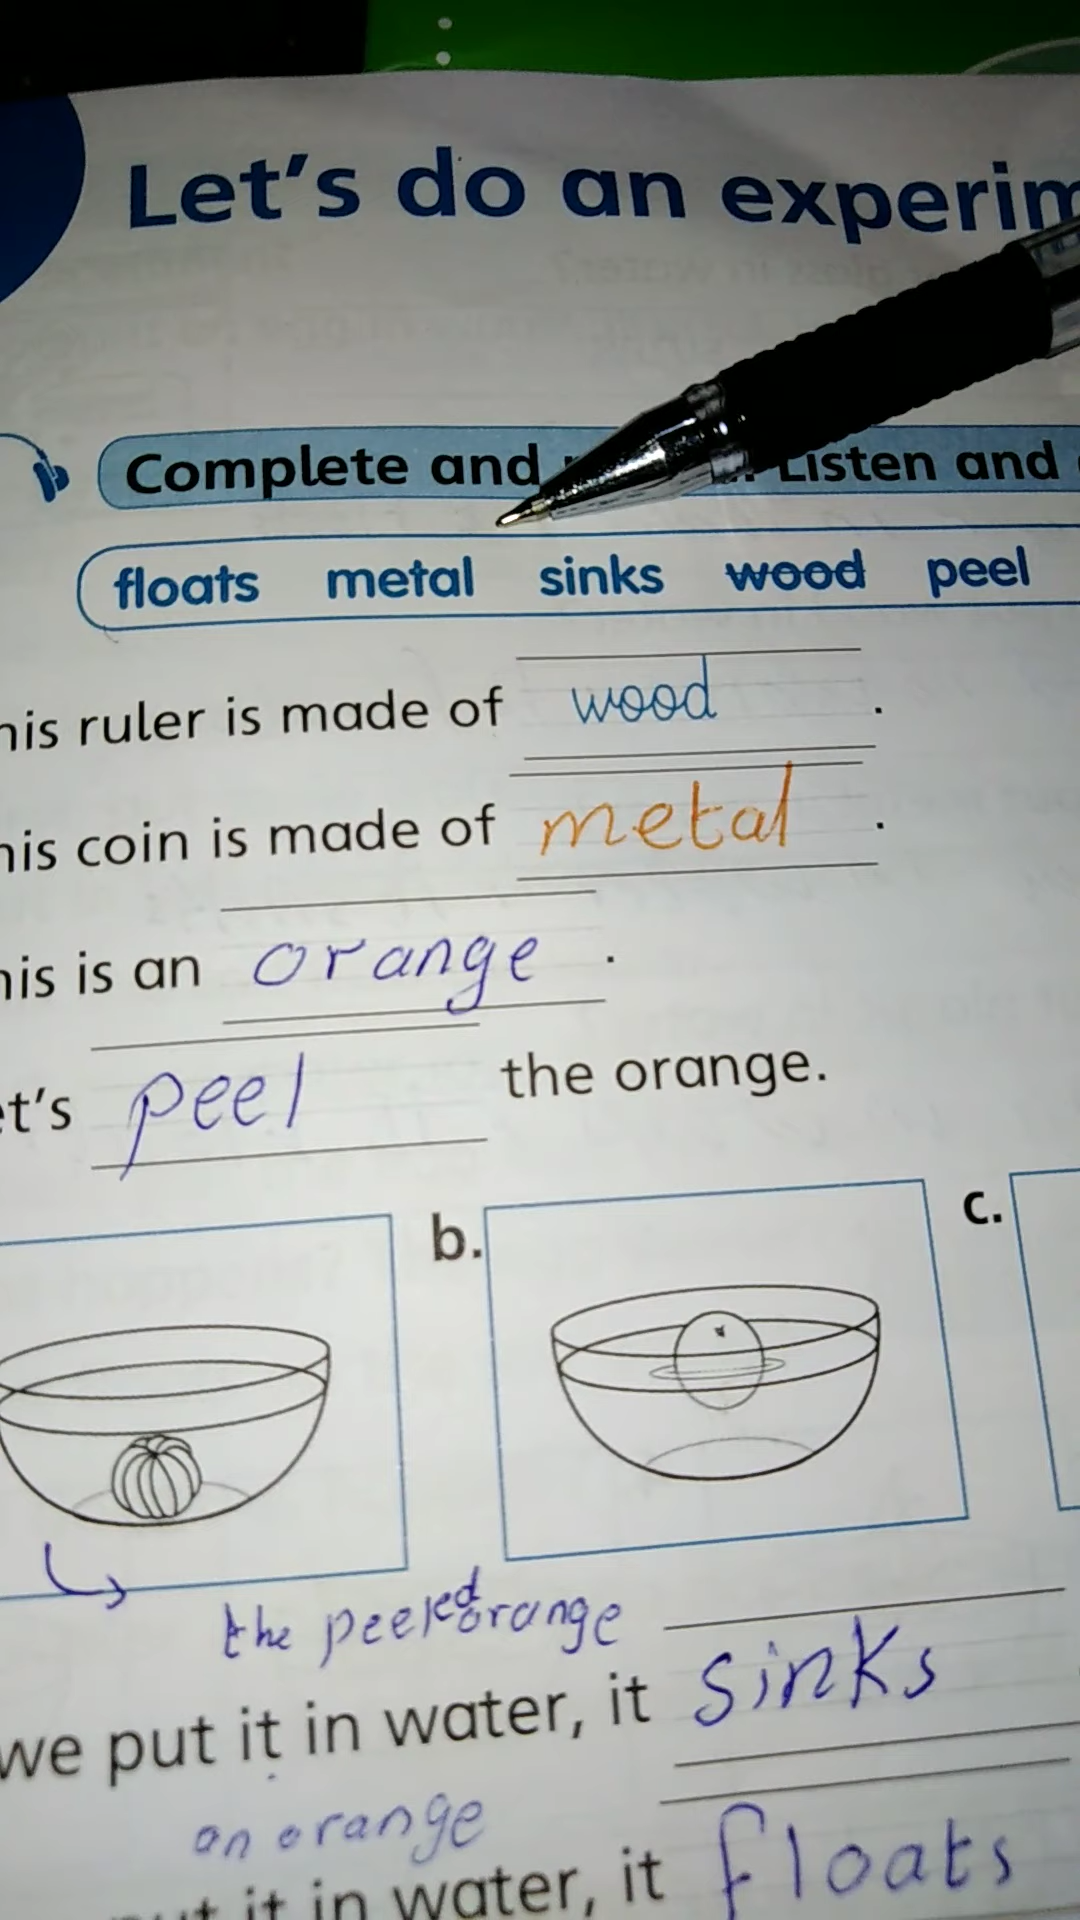 Let's do an experim
Complete and Listen and
floats metal sinks wood peel
his ruler is made of wood.
his coin is made of metal.
his is an orange.
et's peel the orange.
b.
c.
the peeled orange
we put it in water, it sinks
an orange
put it in water, it floats